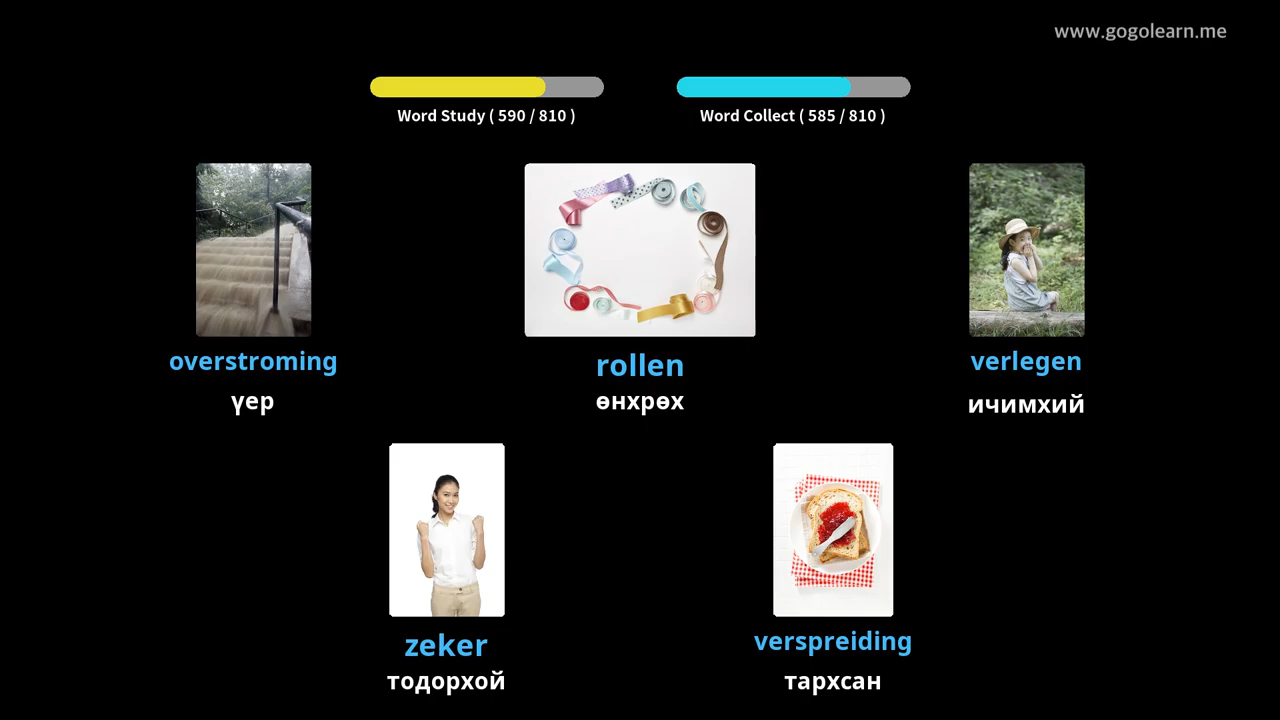 www.gogolearn.me
Word Study ( 590 / 810 )
Word Collect ( 585 / 810 )
overstroming
үер
rollen
өнхрөх
verlegen
ичимхий
zeker
тодорхой
verspreiding
тархсан